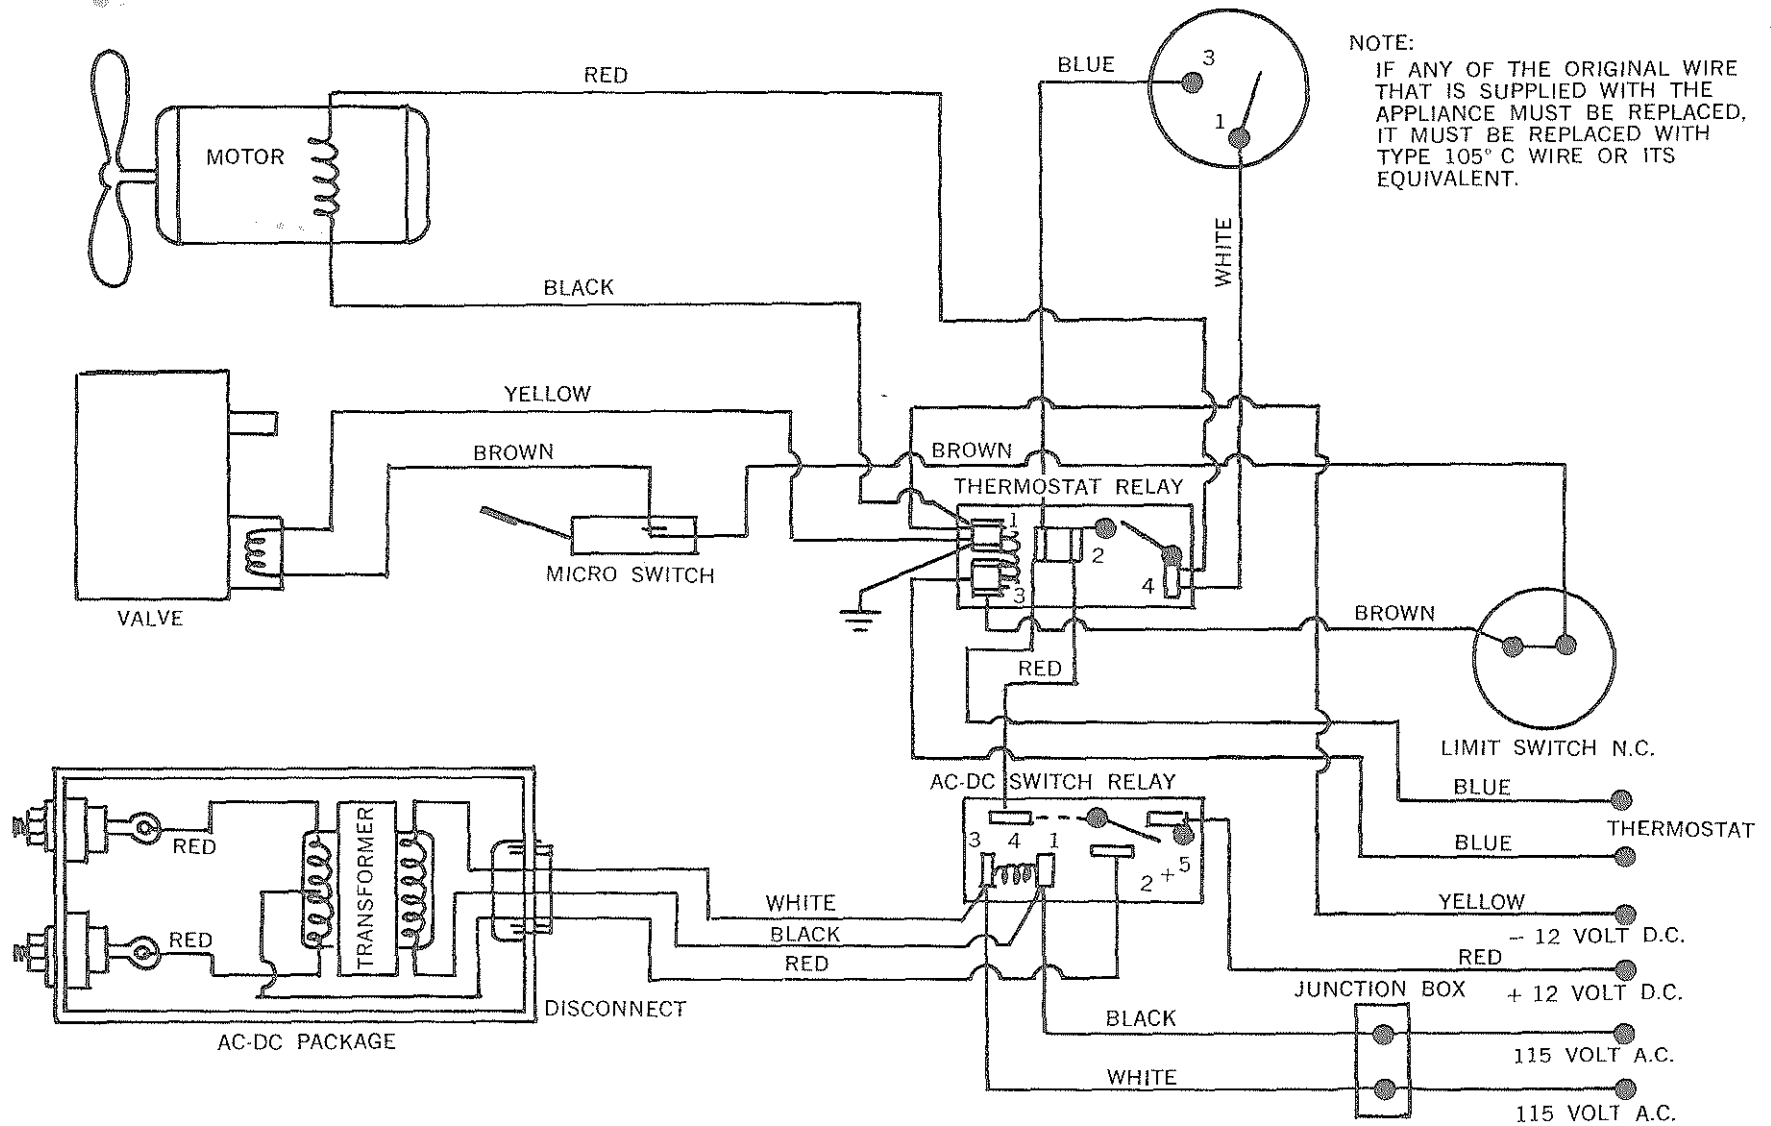 NOTE:
IF ANY OF THE ORIGINAL WIRE
THAT IS SUPPLIED WITH THE
APPLIANCE MUST BE REPLACED,
IT MUST BE REPLACED WITH
TYPE 105° C WIRE OR ITS
EQUIVALENT.
RED
BLUE
3
1
MOTOR
WHITE
BLACK
YELLOW
BROWN
BROWN
THERMOSTAT RELAY
1
2
4
3
MICRO SWITCH
VALVE
BROWN
RED
LIMIT SWITCH N.C.
AC-DC SWITCH RELAY
BLUE
THERMOSTAT
BLUE
3 4 1
2 + 5
RED
TRANSFORMER
RED
WHITE
BLACK
RED
YELLOW
– 12 VOLT D.C.
RED
+ 12 VOLT D.C.
JUNCTION BOX
DISCONNECT
AC-DC PACKAGE
BLACK
115 VOLT A.C.
WHITE
115 VOLT A.C.